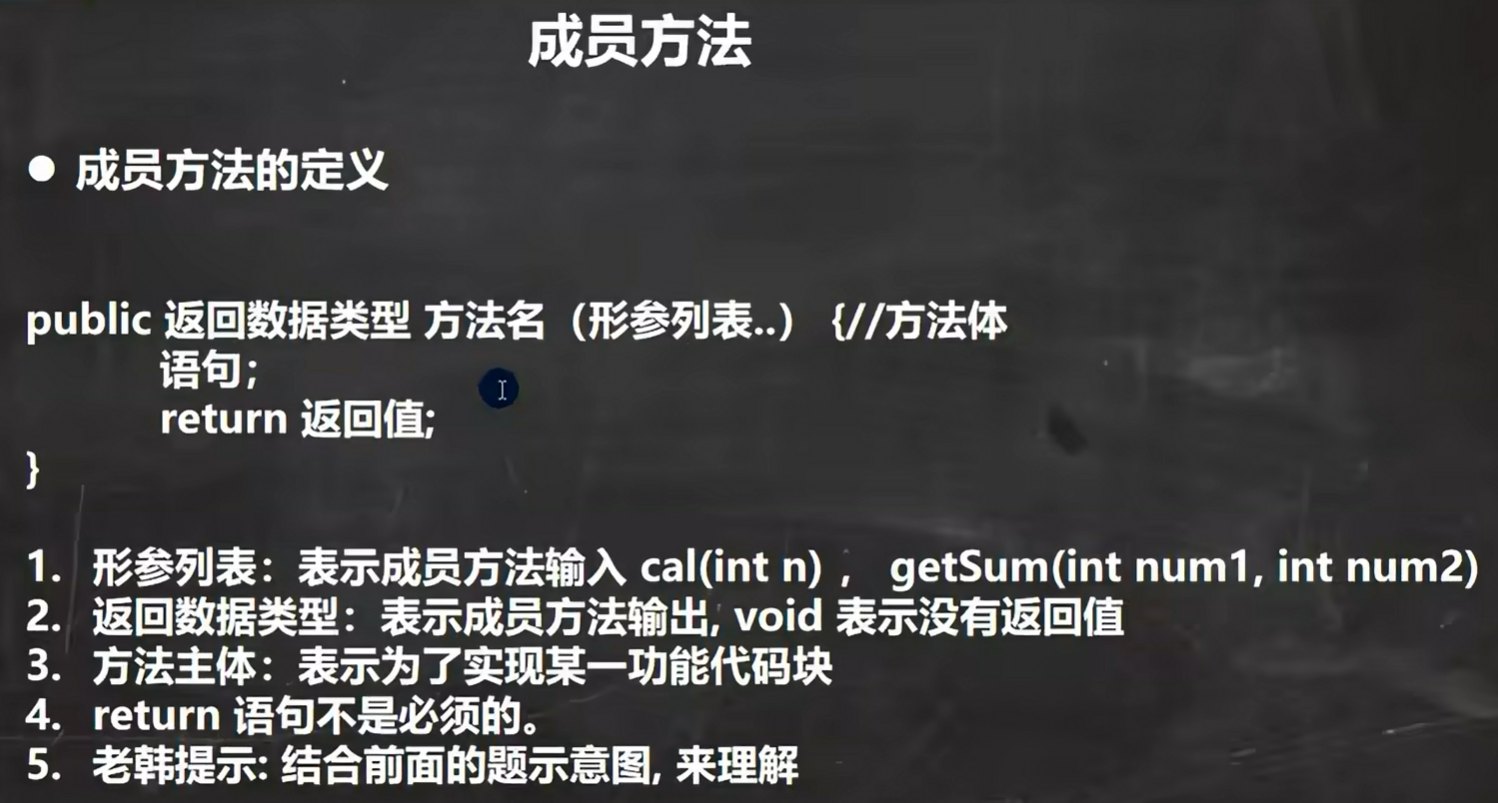 成员方法
● 成员方法的定义
public 返回数据类型 方法名（形参列表..） {//方法体
语句；
return 返回值;
}
1. 形参列表：表示成员方法输入 cal(int n) ， getSum(int num1, int num2)
2. 返回数据类型：表示成员方法输出, void 表示没有返回值
3. 方法主体：表示为了实现某一功能代码块
4. return 语句不是必须的。
5. 老韩提示: 结合前面的题示意图, 来理解